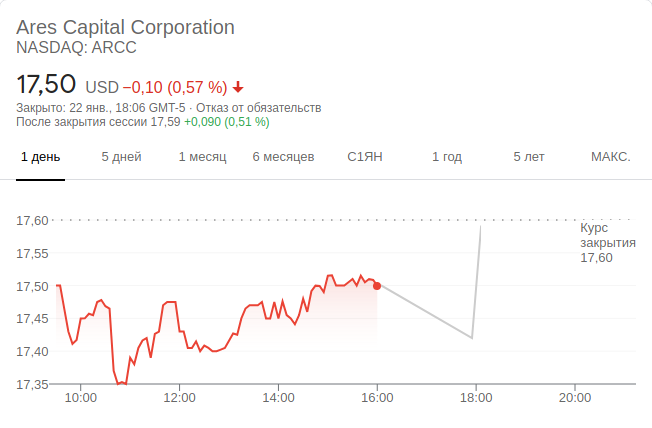 Ares Capital Corporation
NASDAQ: ARCC
17,50 USD −0,10 (0,57 %)
Закрыто: 22 янв., 18:06 GMT-5 · Отказ от обязательств
После закрытия сессии 17,59 +0,090 (0,51 %)
1 день 5 дней 1 месяц 6 месяцев С1ЯН 1 год 5 лет МАКС.
17,60
Курс
закрытия
17,60
17,55
17,50
17,45
17,40
17,35
10:00 12:00 14:00 16:00 18:00 20:00